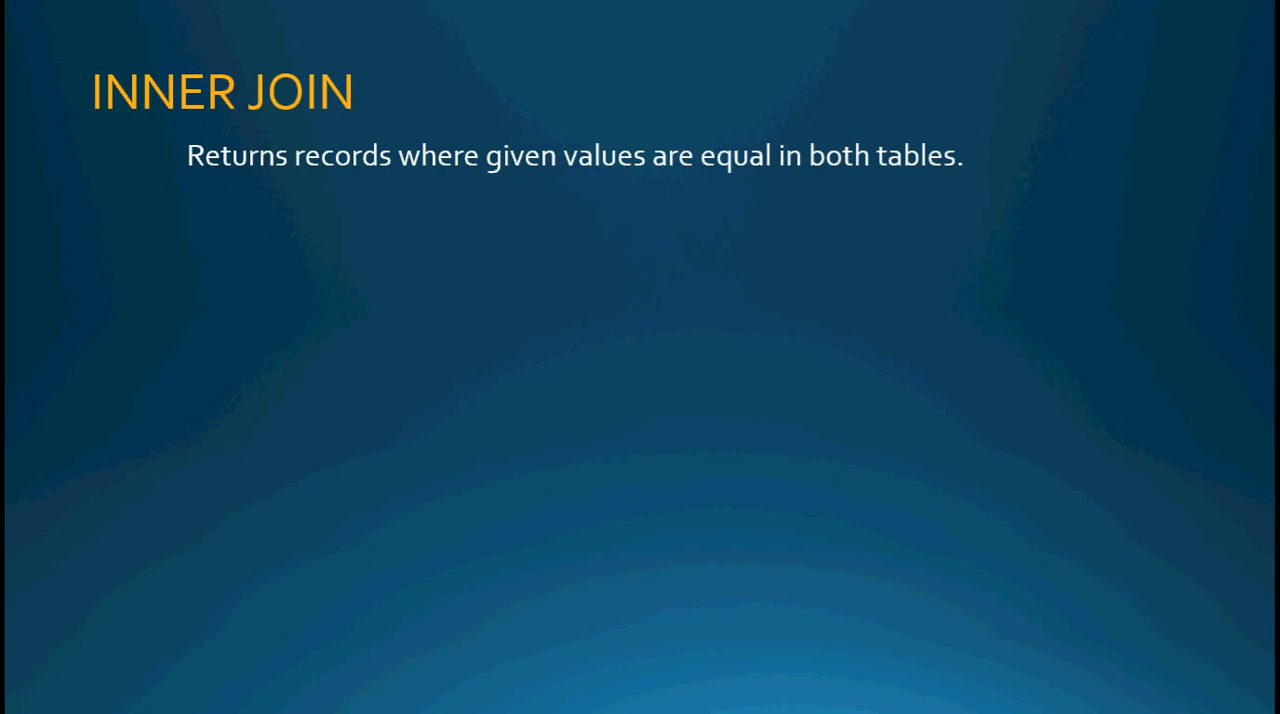 INNER JOIN
Returns records where given values are equal in both tables.